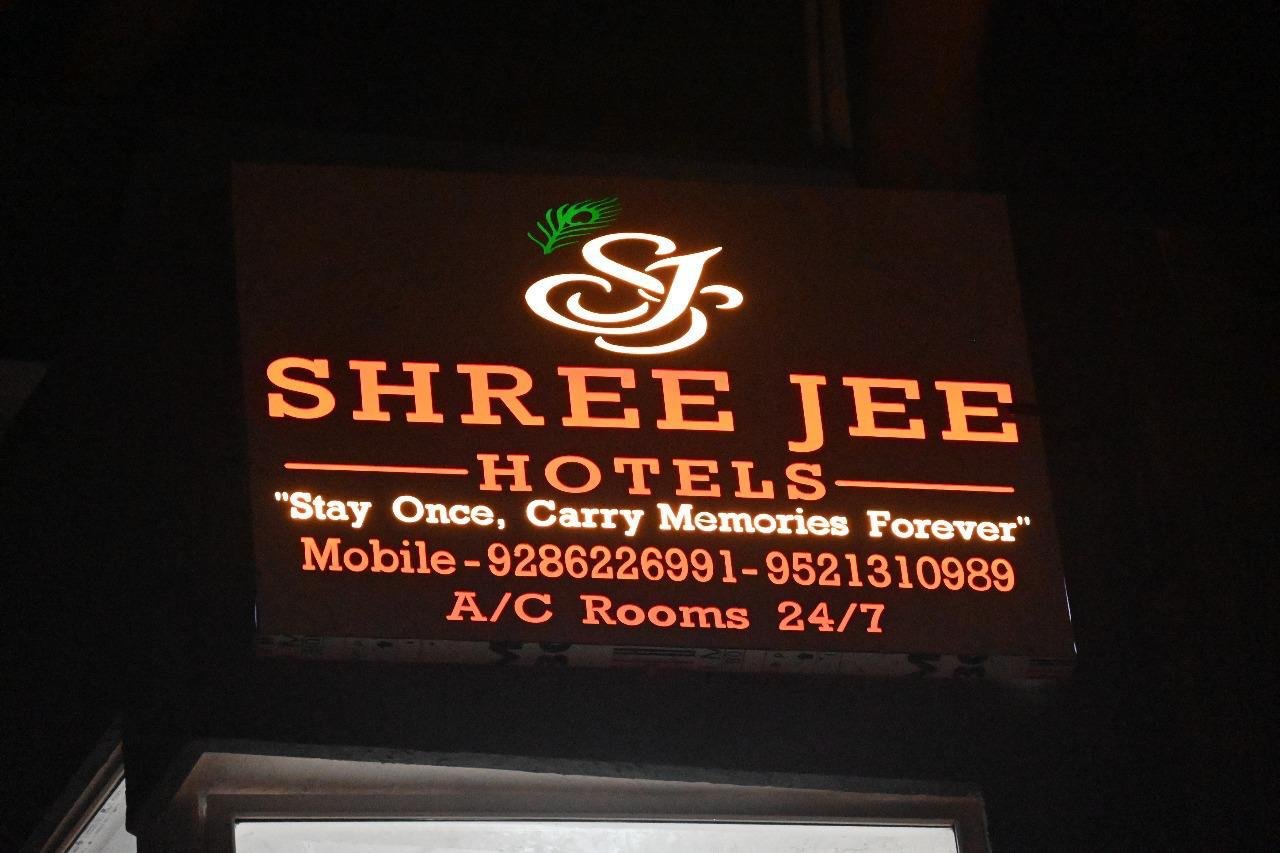 SJ
SHREE JEE
HOTELS
"Stay Once, Carry Memories Forever"
Mobile-9286226991-9521310989
A/C Rooms 24/7